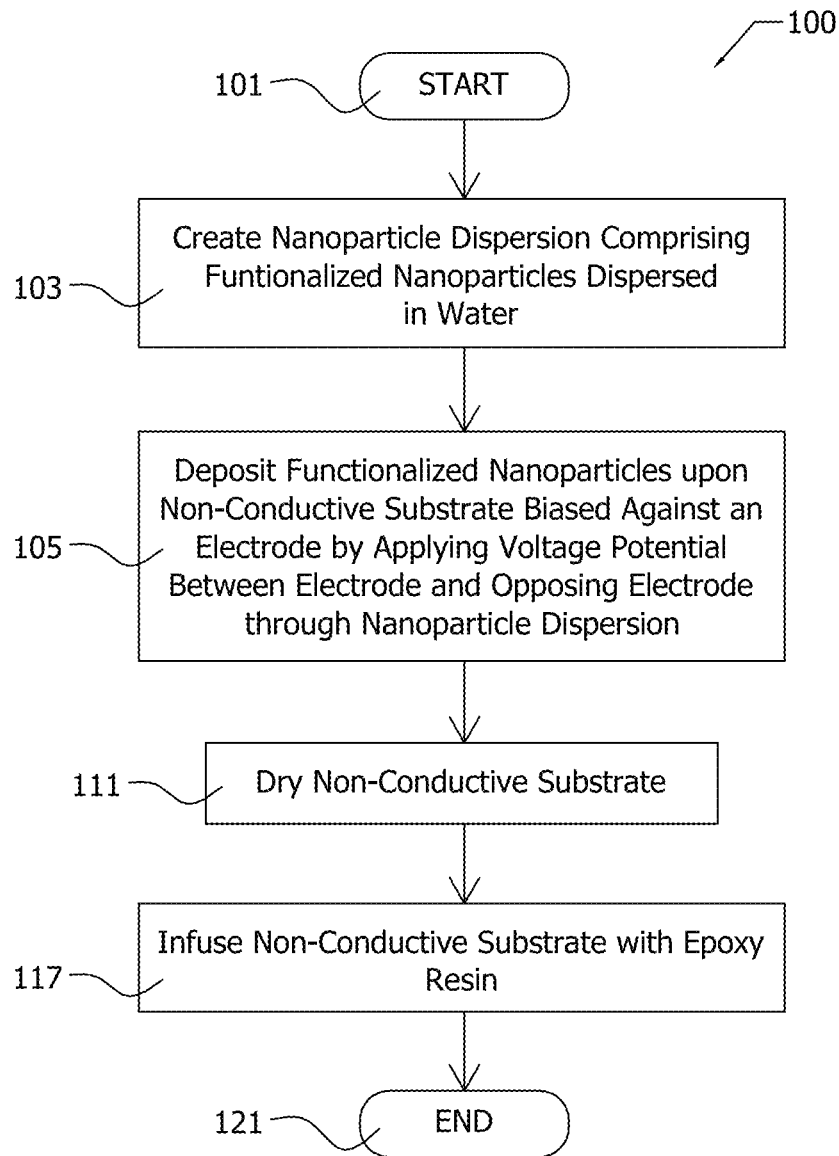 100
101
START
Create Nanoparticle Dispersion Comprising
Funtionalized Nanoparticles Dispersed
in Water
103
Deposit Functionalized Nanoparticles upon
Non-Conductive Substrate Biased Against an
Electrode by Applying Voltage Potential
Between Electrode and Opposing Electrode
through Nanoparticle Dispersion
105
111
Dry Non-Conductive Substrate
Infuse Non-Conductive Substrate with Epoxy
Resin
117
121
END